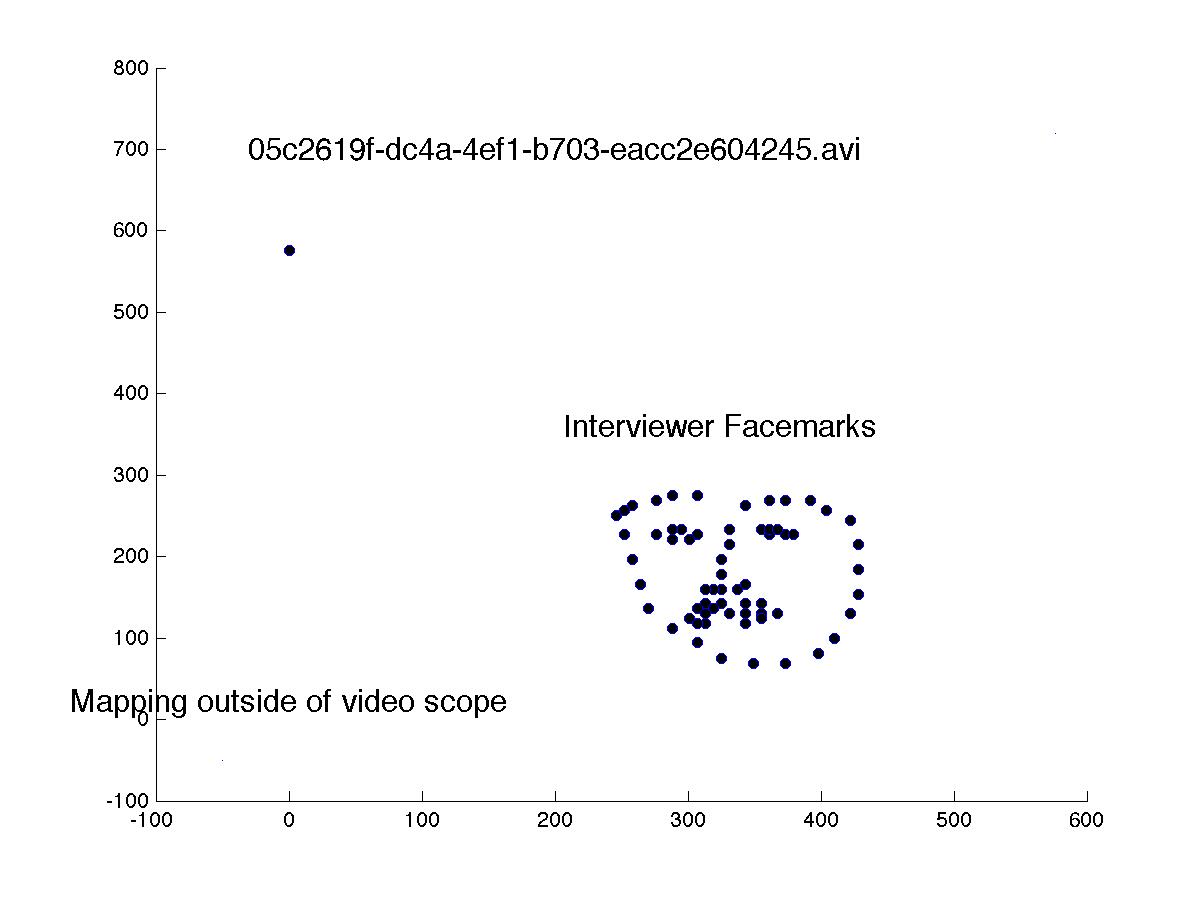 800
700
05c2619f-dc4a-4ef1-b703-eacc2e604245.avi
600
500
400
Interviewer Facemarks
300
200
100
Mapping outside of video scope
0
-100
-100 0 100 200 300 400 500 600